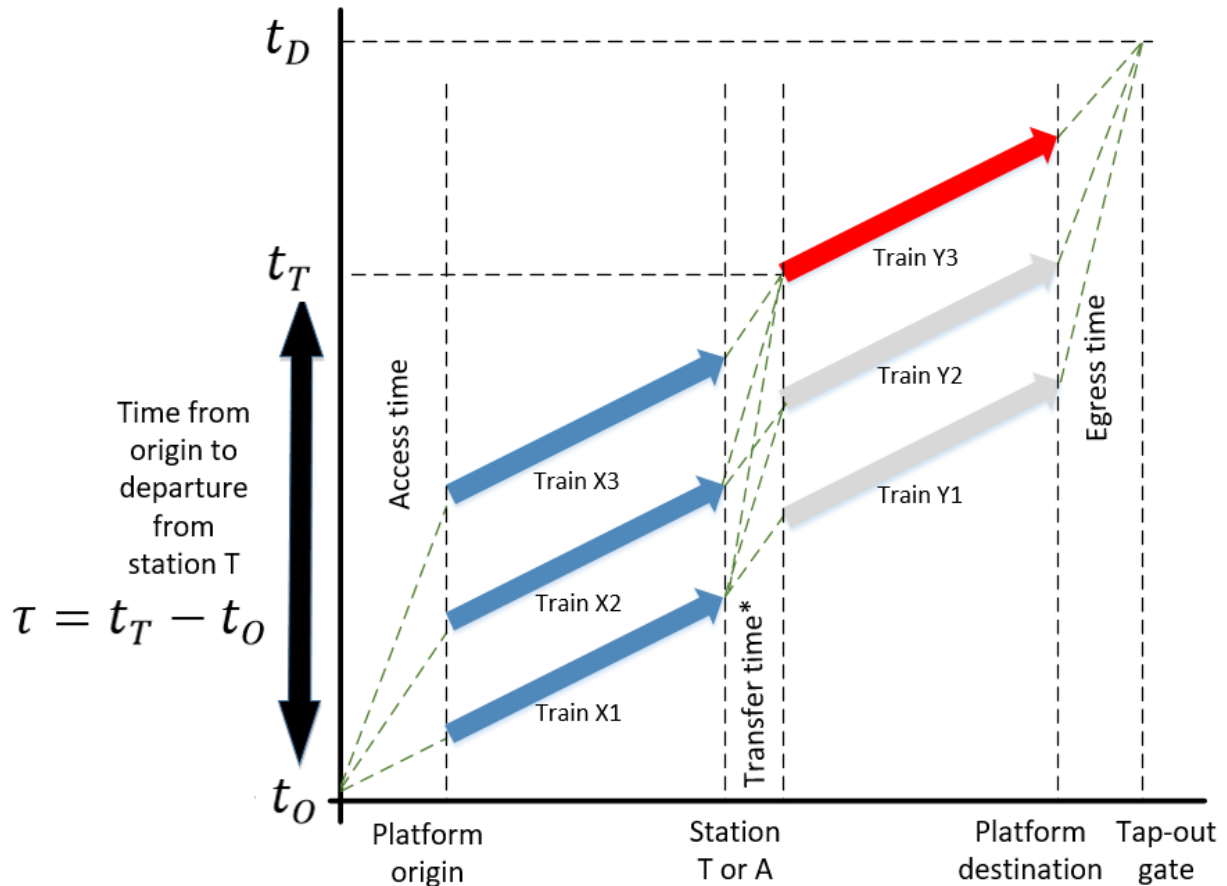 t_D
t_T
Time from
origin to
departure
from
station T
τ = t_T − t_O
t_O
Access time
Train X3
Train X2
Train X1
Transfer time*
Train Y3
Train Y2
Train Y1
Egress time
Platform
origin
Station
T or A
Platform
destination
Tap-out
gate